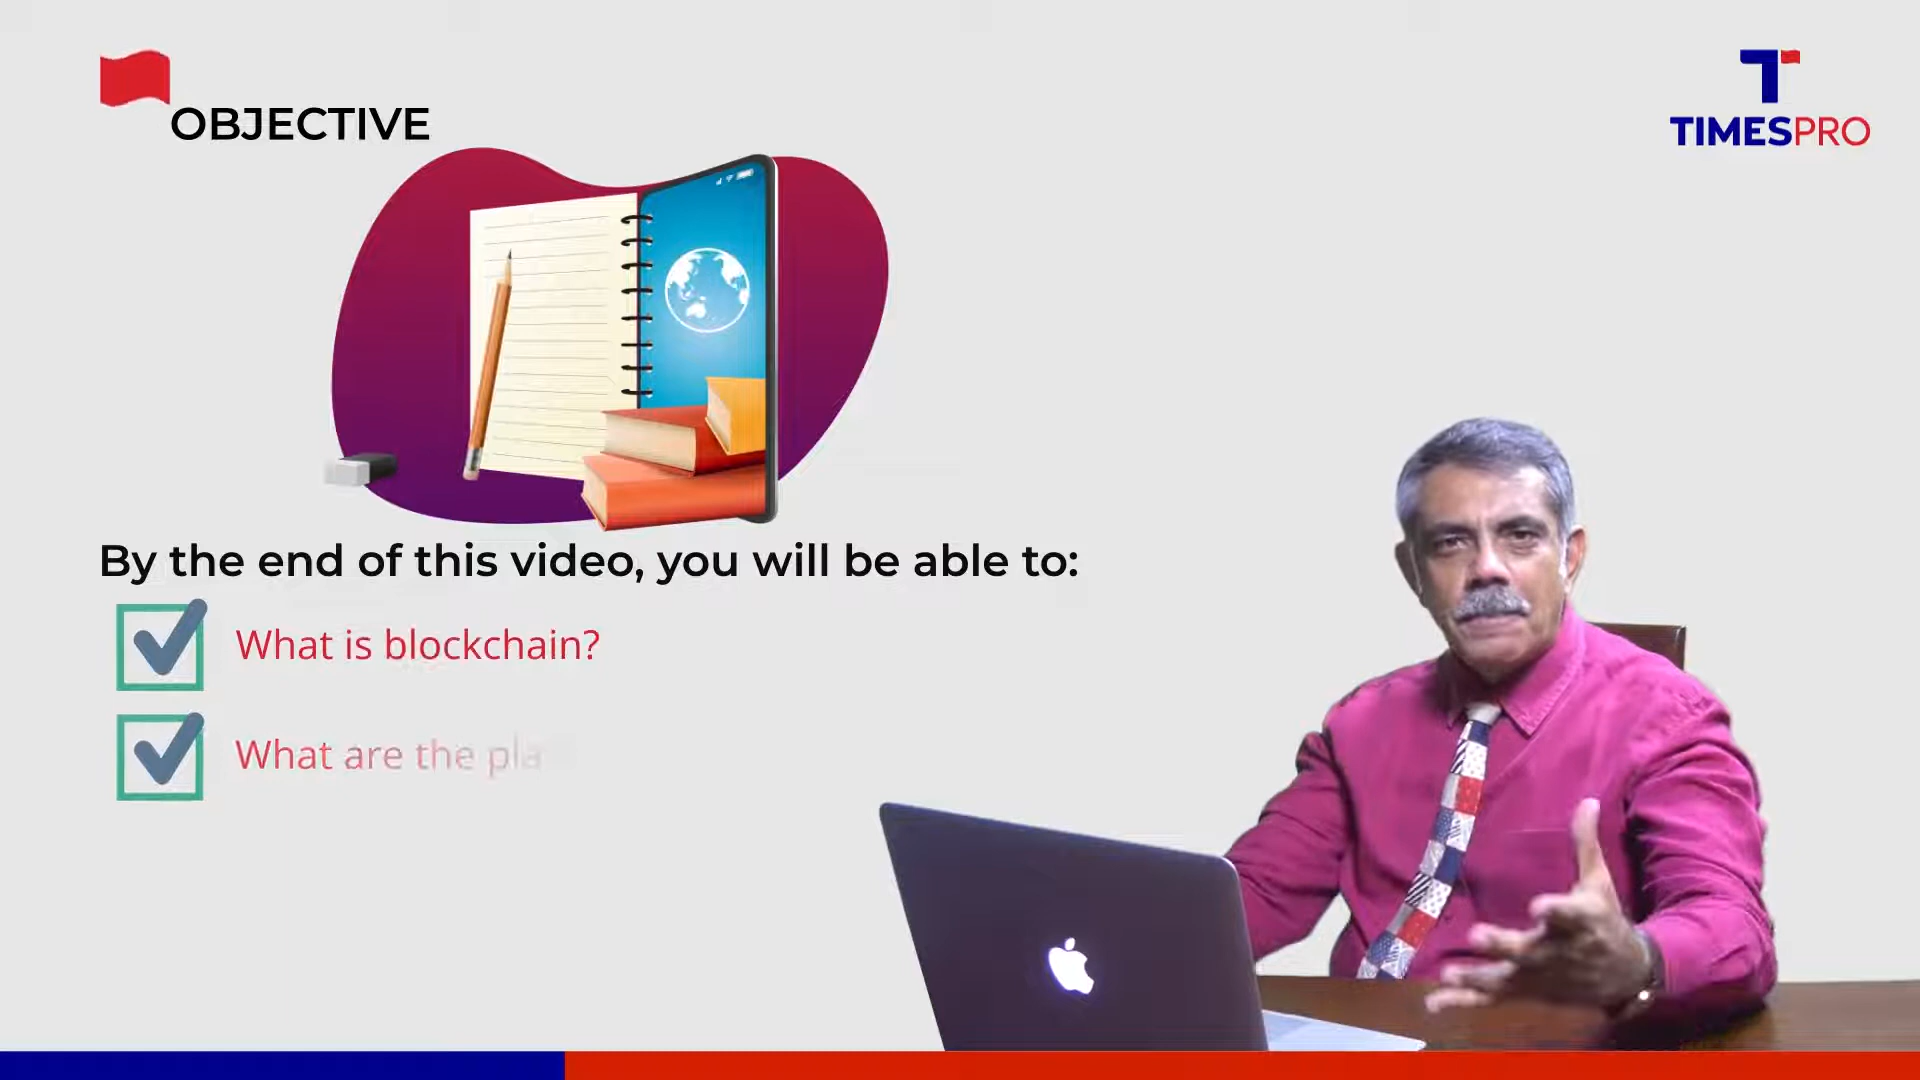 OBJECTIVE
TIMESPRO
By the end of this video, you will be able to:
What is blockchain?
What are the